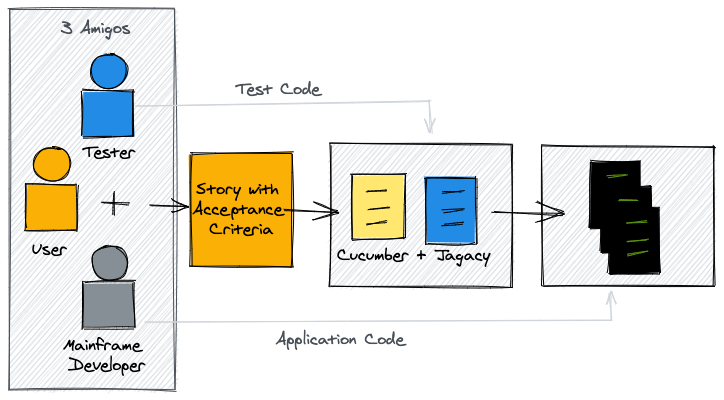 3 Amigos
Tester
User
Mainframe
Developer
Test Code
Story with
Acceptance
Criteria
Cucumber + Jagacy
Application Code